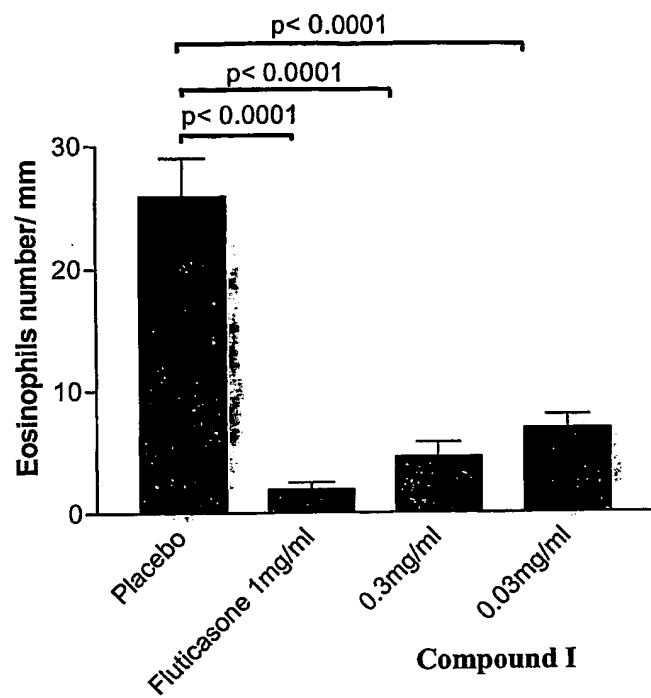 p< 0.0001
p< 0.0001
p< 0.0001
30
20
10
0
Eosinophils number/ mm
Placebo
Fluticasone 1mg/ml
0.3mg/ml
0.03mg/ml
Compound I